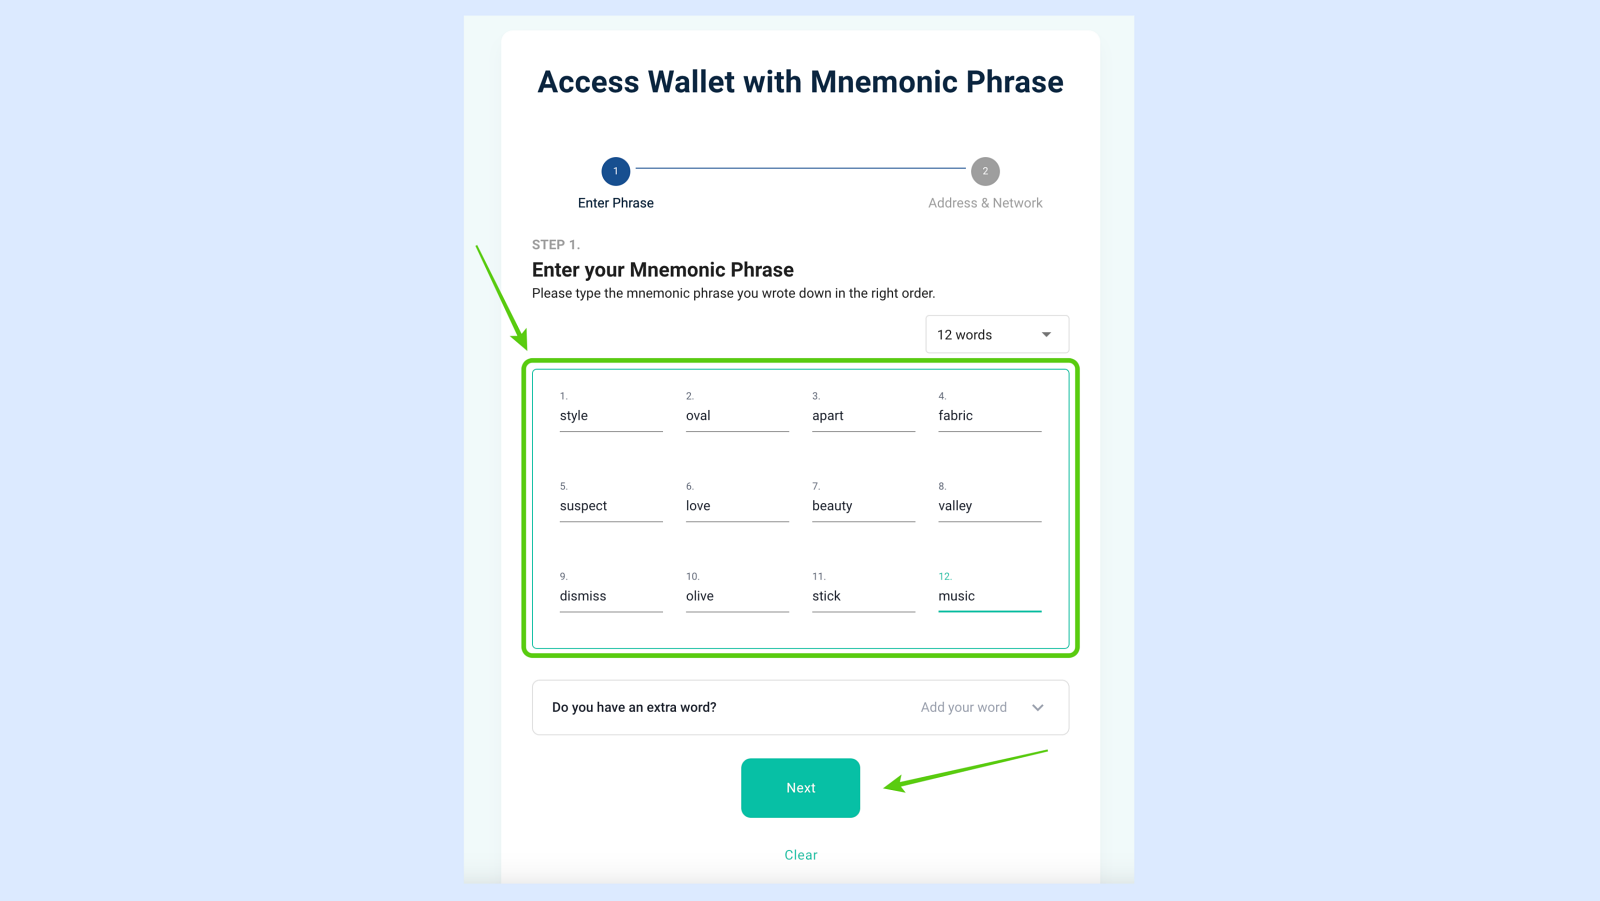 Access Wallet with Mnemonic Phrase
1
2
Enter Phrase
Address & Network
STEP 1.
Enter your Mnemonic Phrase
Please type the mnemonic phrase you wrote down in the right order.
12 words
1. 2. 3. 4.
style oval apart fabric
5. 6. 7. 8.
suspect love beauty valley
9. 10. 11. 12.
dismiss olive stick music
Do you have an extra word? Add your word
Next
Clear